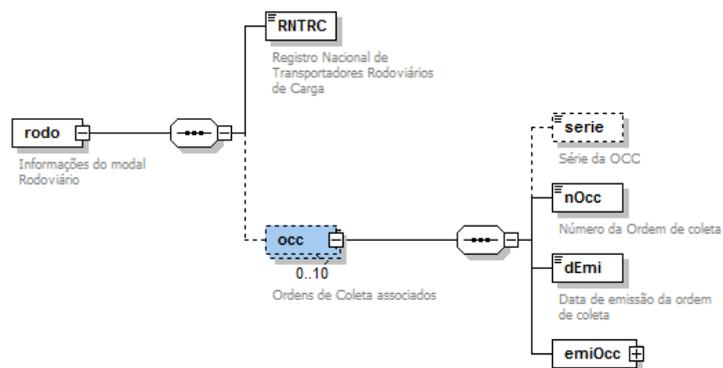 RNTRC
Registro Nacional de
Transportadores Rodoviários
de Carga
rodo
Informações do modal
Rodoviário
serie
Série da OCC
nOcc
Número da Ordem de coleta
occ
0..10
Ordens de Coleta associados
dEmi
Data de emissão da ordem
de coleta
emiOcc